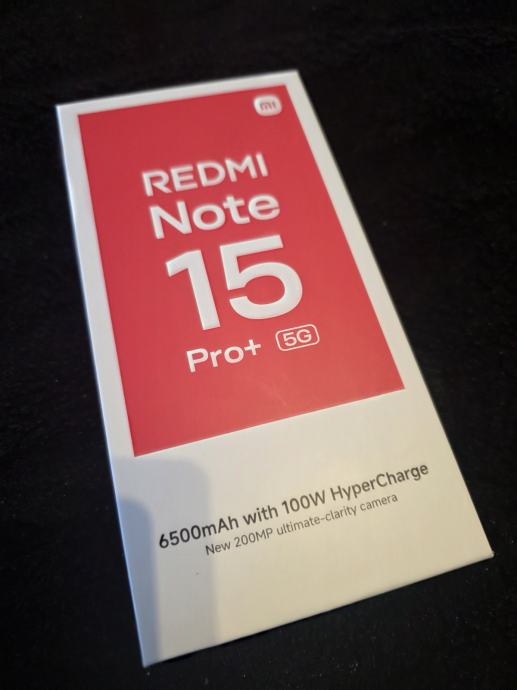 mi
REDMI
Note
15
Pro+ 5G
6500mAh with 100W HyperCharge
New 200MP ultimate-clarity camera